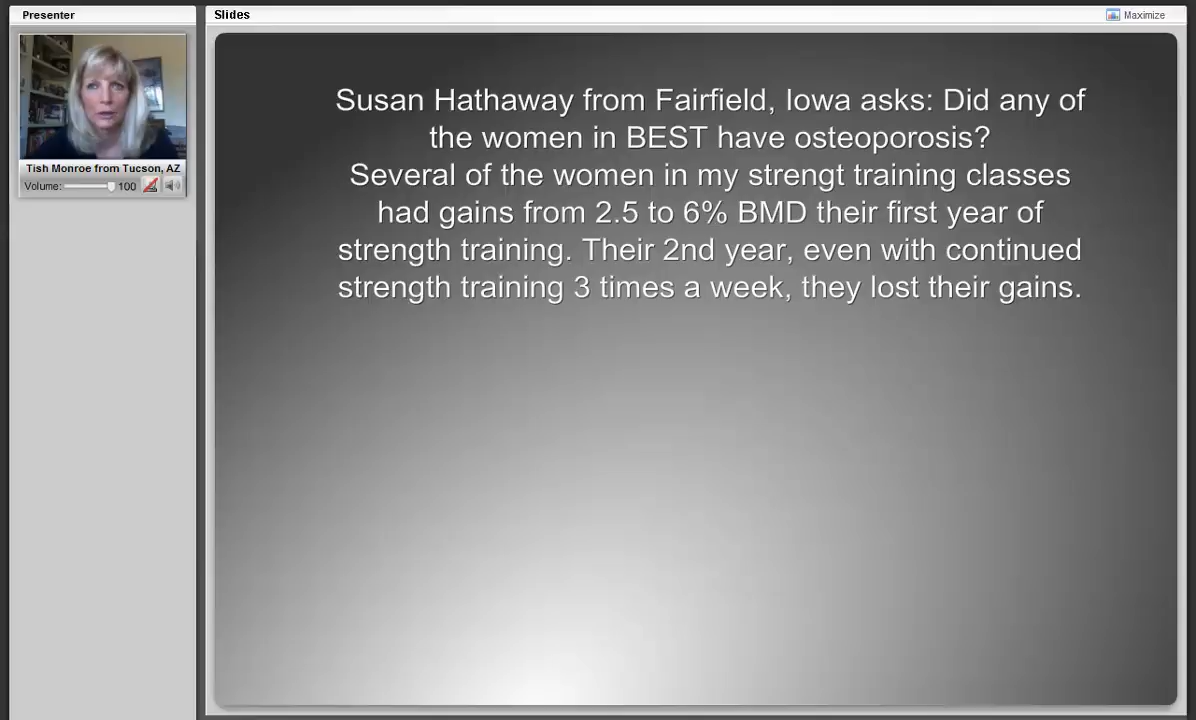 Presenter
Slides
Maximize
Tish Monroe from Tucson, AZ
Volume: 100
Susan Hathaway from Fairfield, Iowa asks: Did any of
the women in BEST have osteoporosis?
Several of the women in my strengt training classes
had gains from 2.5 to 6% BMD their first year of
strength training. Their 2nd year, even with continued
strength training 3 times a week, they lost their gains.